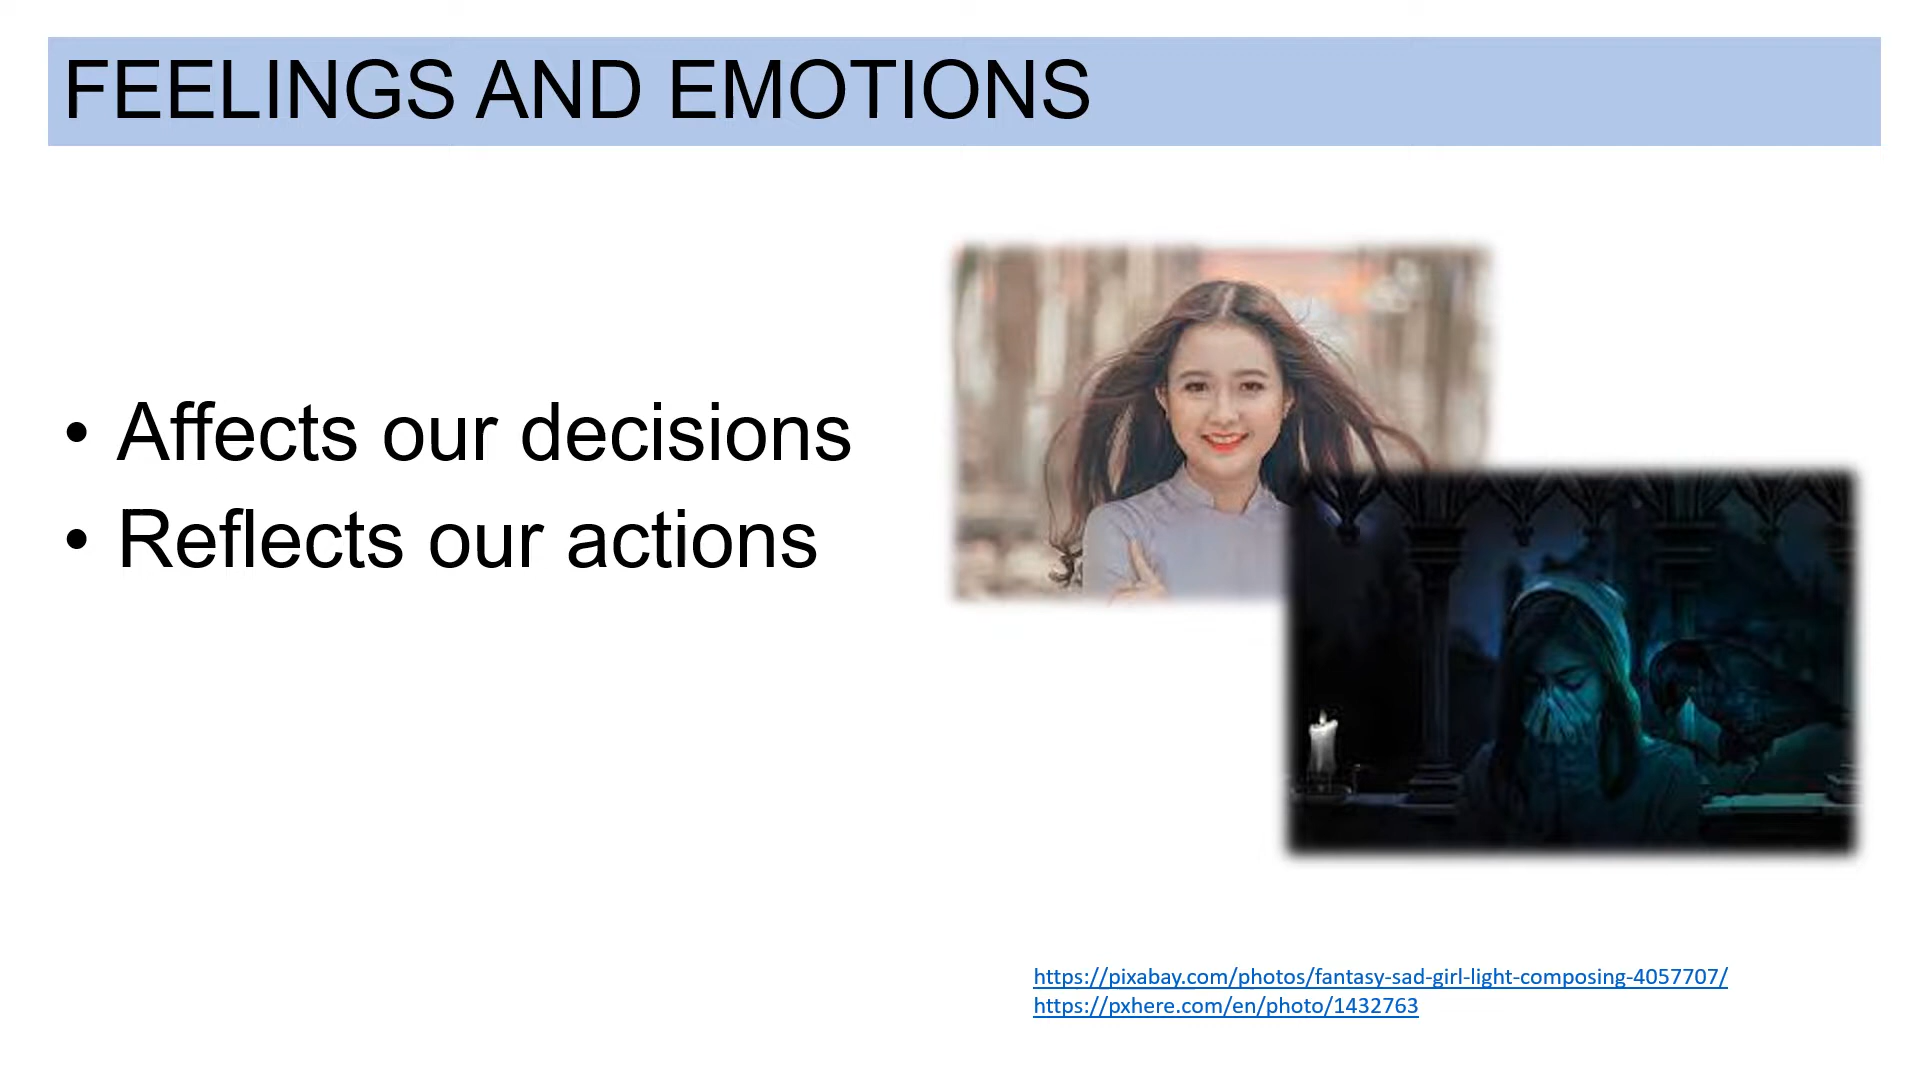 FEELINGS AND EMOTIONS
• Affects our decisions
• Reflects our actions
https://pixabay.com/photos/fantasy-sad-girl-light-composing-4057707/
https://pxhere.com/en/photo/1432763